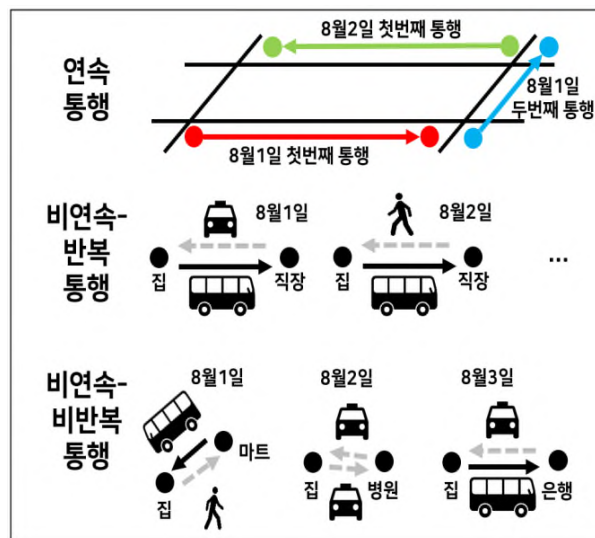 연속
통행
8월2일 첫번째 통행
8월1일
두번째 통행
8월1일 첫번째 통행
비연속-
반복
통행
8월1일
집
직장
8월2일
집
직장
...
비연속-
비반복
통행
8월1일
마트
집
8월2일
집
병원
8월3일
집
은행